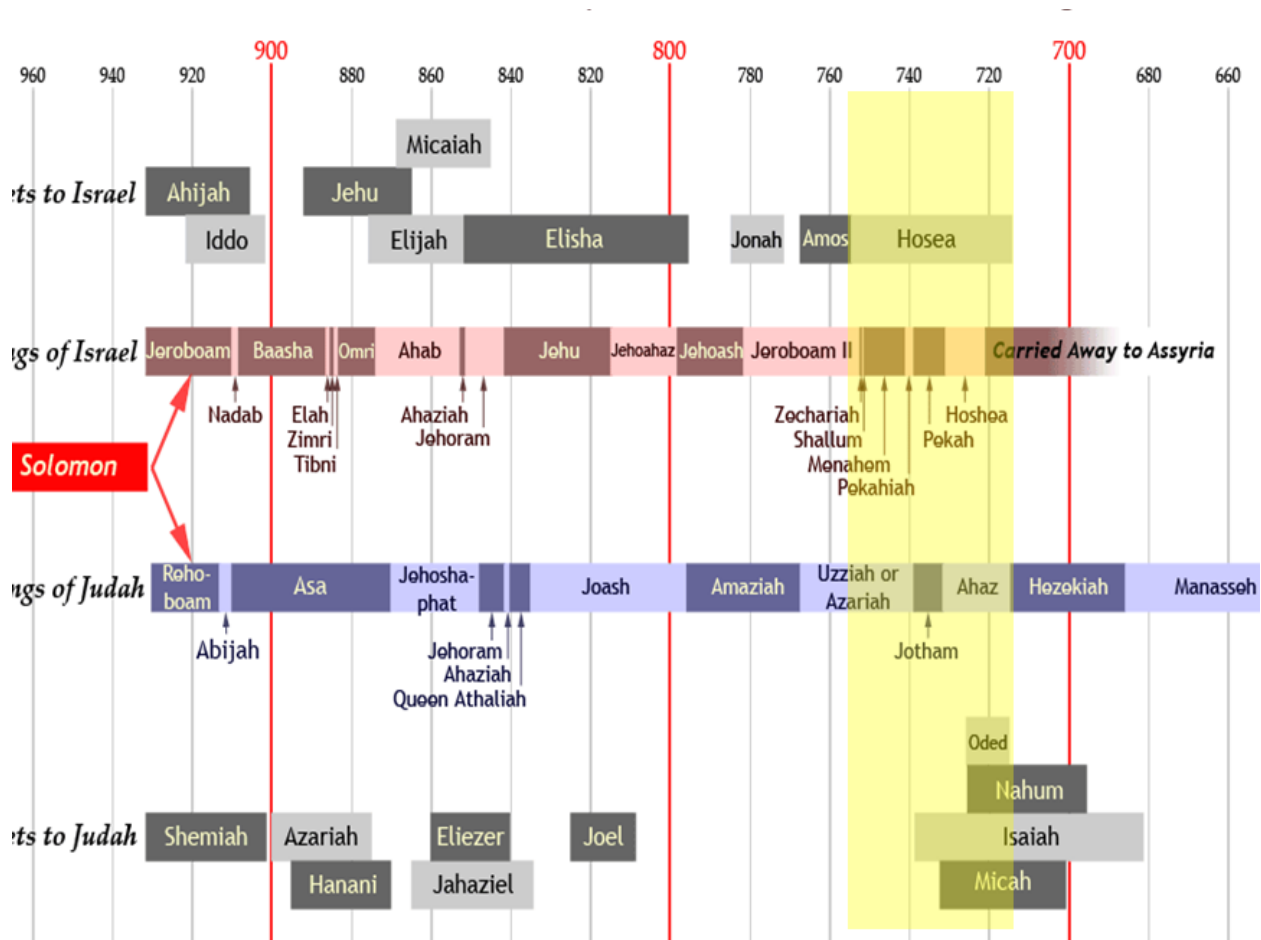 900 800 700
960 940 920 880 860 840 820 780 760 740 720 680 660
Micaiah
ets to Israel Ahijah Jehu
Iddo Elijah Elisha Jonah Amos Hosea
gs of Israel Jeroboam Baasha Omri Ahab Jehu Jehoahaz Jehoash Jeroboam II Carried Away to Assyria
Nadab Elah Ahaziah Zechariah Hoshea
Zimri Jehoram Shallum Pekah
Tibni Menahem
Solomon
Pekahiah
Reho- Jehosha- Uzziah or
ngs of Judah Asa Joash Amaziah Ahaz Hezekiah Manasseh
boam phat Azariah
Abijah Jehoram Jotham
Ahaziah
Queen Athaliah
Oded
Nahum
ets to Judah Shemiah Azariah Eliezer Joel Isaiah
Hanani Jahaziel Micah